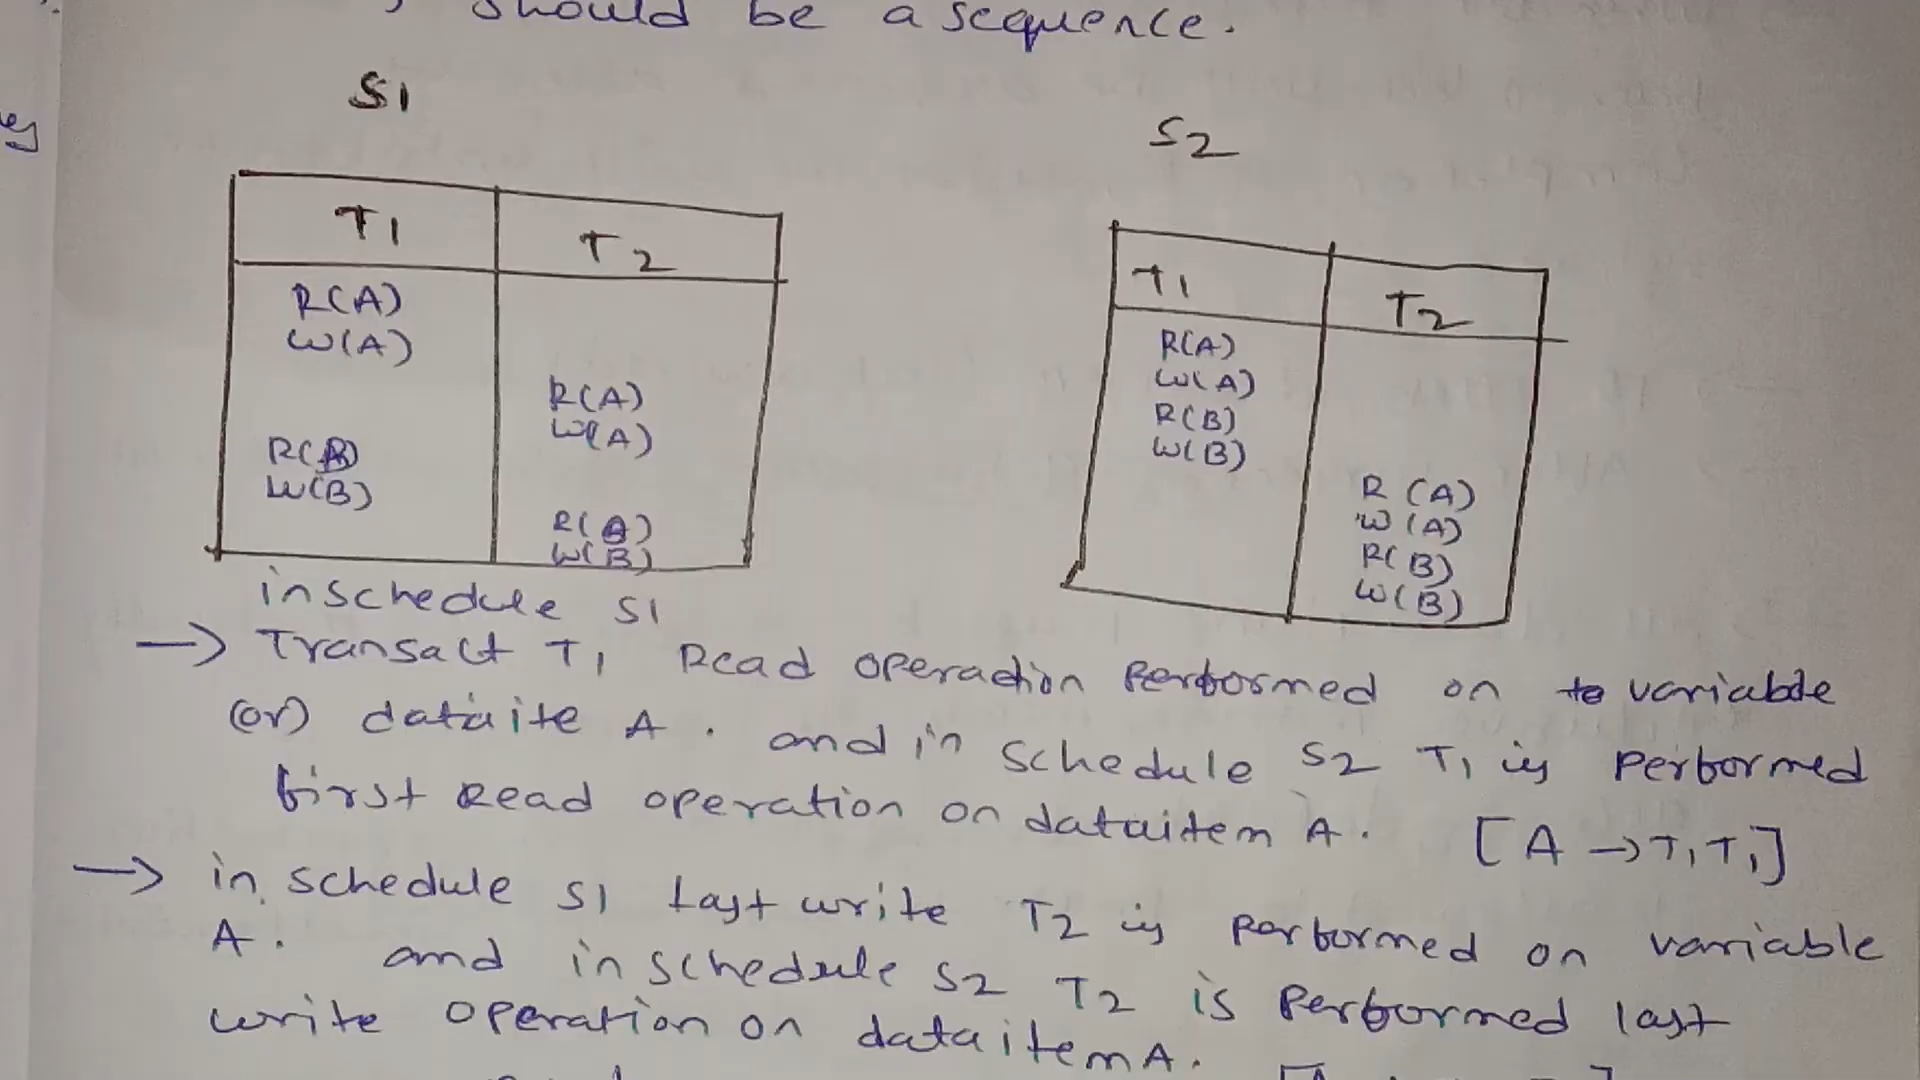 should be a sequence.
S1
S2
T1 T2
R(A)
W(A)
R(A)
W(A)
R(B)
W(B)
R(B)
W(B)
T1 T2
R(A)
W(A)
R(B)
W(B)
R (A)
W (A)
R(B)
W(B)
in schedule S1
→ Transact T1 Read operation performed on to variable
(or) dataite A . and in schedule S2 T1 is performed
first Read operation on dataitem A. [A → T1 T1]
→ in schedule S1 last write T2 is performed on variable
A. and in schedule S2 T2 is performed last
write operation on dataitem A.